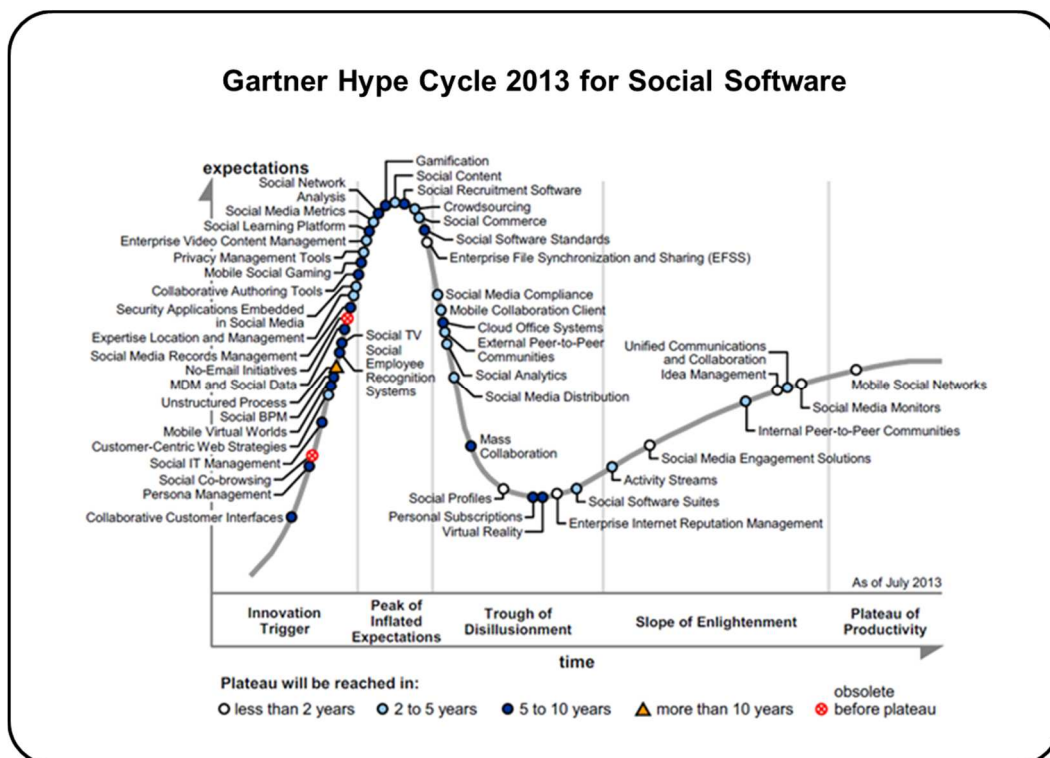 Gartner Hype Cycle 2013 for Social Software
expectations
Gamification
Social Content
Social Recruitment Software
Crowdsourcing
Social Commerce
Social Software Standards
Enterprise File Synchronization and Sharing (EFSS)
Social Network
Analysis
Social Media Metrics
Social Learning Platform
Enterprise Video Content Management
Privacy Management Tools
Mobile Social Gaming
Collaborative Authoring Tools
Security Applications Embedded
in Social Media
Expertise Location and Management
Social Media Records Management
No-Email Initiatives
MDM and Social Data
Unstructured Process
Social BPM
Mobile Virtual Worlds
Customer-Centric Web Strategies
Social IT Management
Social Co-browsing
Persona Management
Collaborative Customer Interfaces
Social TV
Social
Employee
Recognition
Systems
Social Media Compliance
Mobile Collaboration Client
Cloud Office Systems
External Peer-to-Peer
Communities
Social Analytics
Social Media Distribution
Mass
Collaboration
Social Profiles
Personal Subscriptions
Virtual Reality
Enterprise Internet Reputation Management
Social Software Suites
Activity Streams
Social Media Engagement Solutions
Internal Peer-to-Peer Communities
Unified Communications
and Collaboration
Idea Management
Social Media Monitors
Mobile Social Networks
As of July 2013
Innovation
Trigger
Peak of
Inflated
Expectations
Trough of
Disillusionment
Slope of Enlightenment
Plateau of
Productivity
time
Plateau will be reached in:
less than 2 years
2 to 5 years
5 to 10 years
more than 10 years
obsolete
before plateau